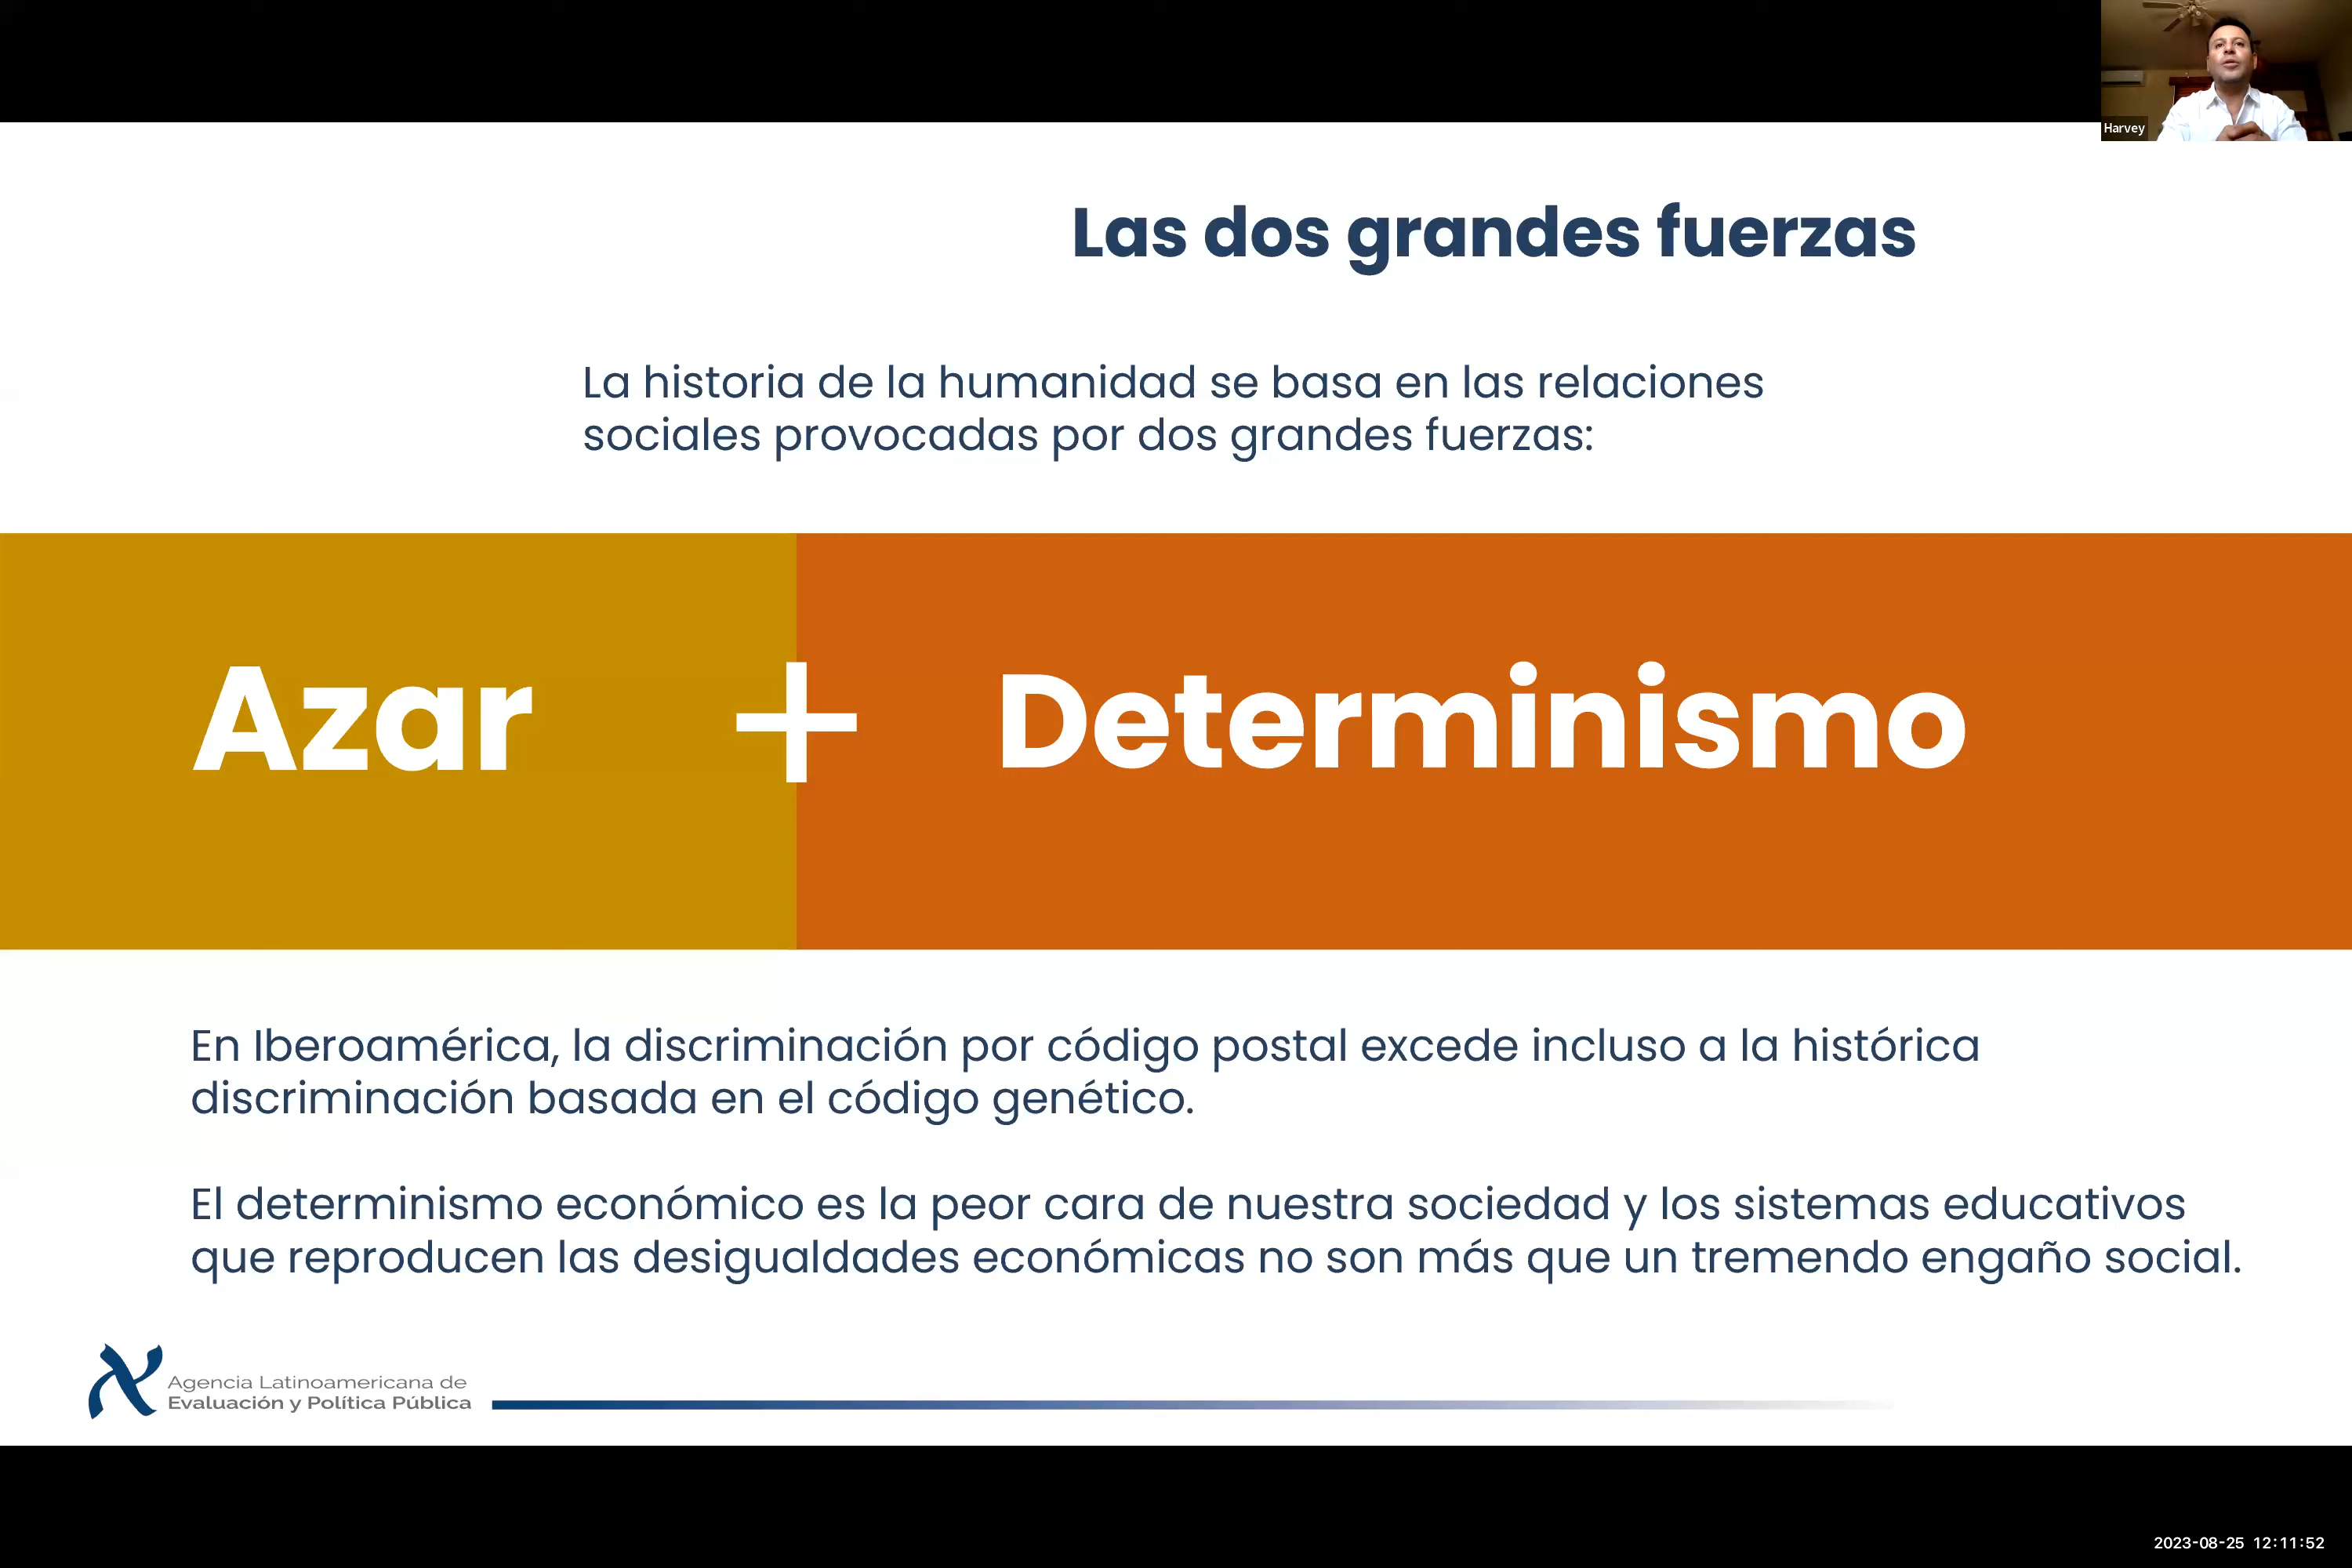 Harvey
Las dos grandes fuerzas
La historia de la humanidad se basa en las relaciones
sociales provocadas por dos grandes fuerzas:
Azar + Determinismo
En Iberoamérica, la discriminación por código postal excede incluso a la histórica
discriminación basada en el código genético.
El determinismo económico es la peor cara de nuestra sociedad y los sistemas educativos
que reproducen las desigualdades económicas no son más que un tremendo engaño social.
Agencia Latinoamericana de
Evaluación y Política Pública
2023-08-25 12:11:52